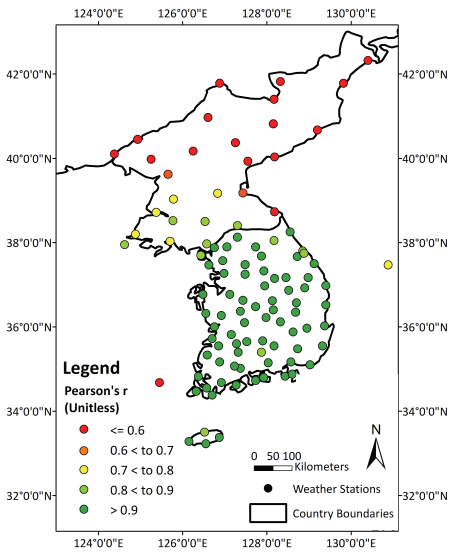 124°0'0"E 126°0'0"E 128°0'0"E 130°0'0"E
42°0'0"N 42°0'0"N
40°0'0"N 40°0'0"N
38°0'0"N 38°0'0"N
36°0'0"N 36°0'0"N
34°0'0"N 34°0'0"N
32°0'0"N 32°0'0"N
Legend
Pearson's r
(Unitless)
<= 0.6
0.6 < to 0.7
0.7 < to 0.8
0.8 < to 0.9
> 0.9
N
0 50 100
Kilometers
Weather Stations
Country Boundaries
124°0'0"E 126°0'0"E 128°0'0"E 130°0'0"E